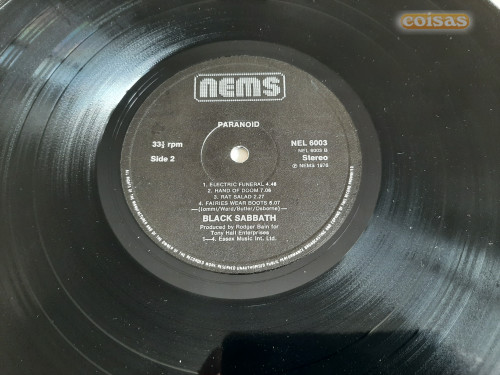 coisas
nems
PARANOID
33⅓ rpm
Side 2
NEL 6003
NEL 6003 B
Stereo
℗ NEMS 1976
1. ELECTRIC FUNERAL 4.48
2. HAND OF DOOM 7.06
3. RAT SALAD 2.27
4. FAIRIES WEAR BOOTS 6.07
(Iommi/Ward/Butler/Osborne)
BLACK SABBATH
Produced by Rodger Bain for
Tony Hall Enterprises
1—4. Essex Music Int. Ltd.